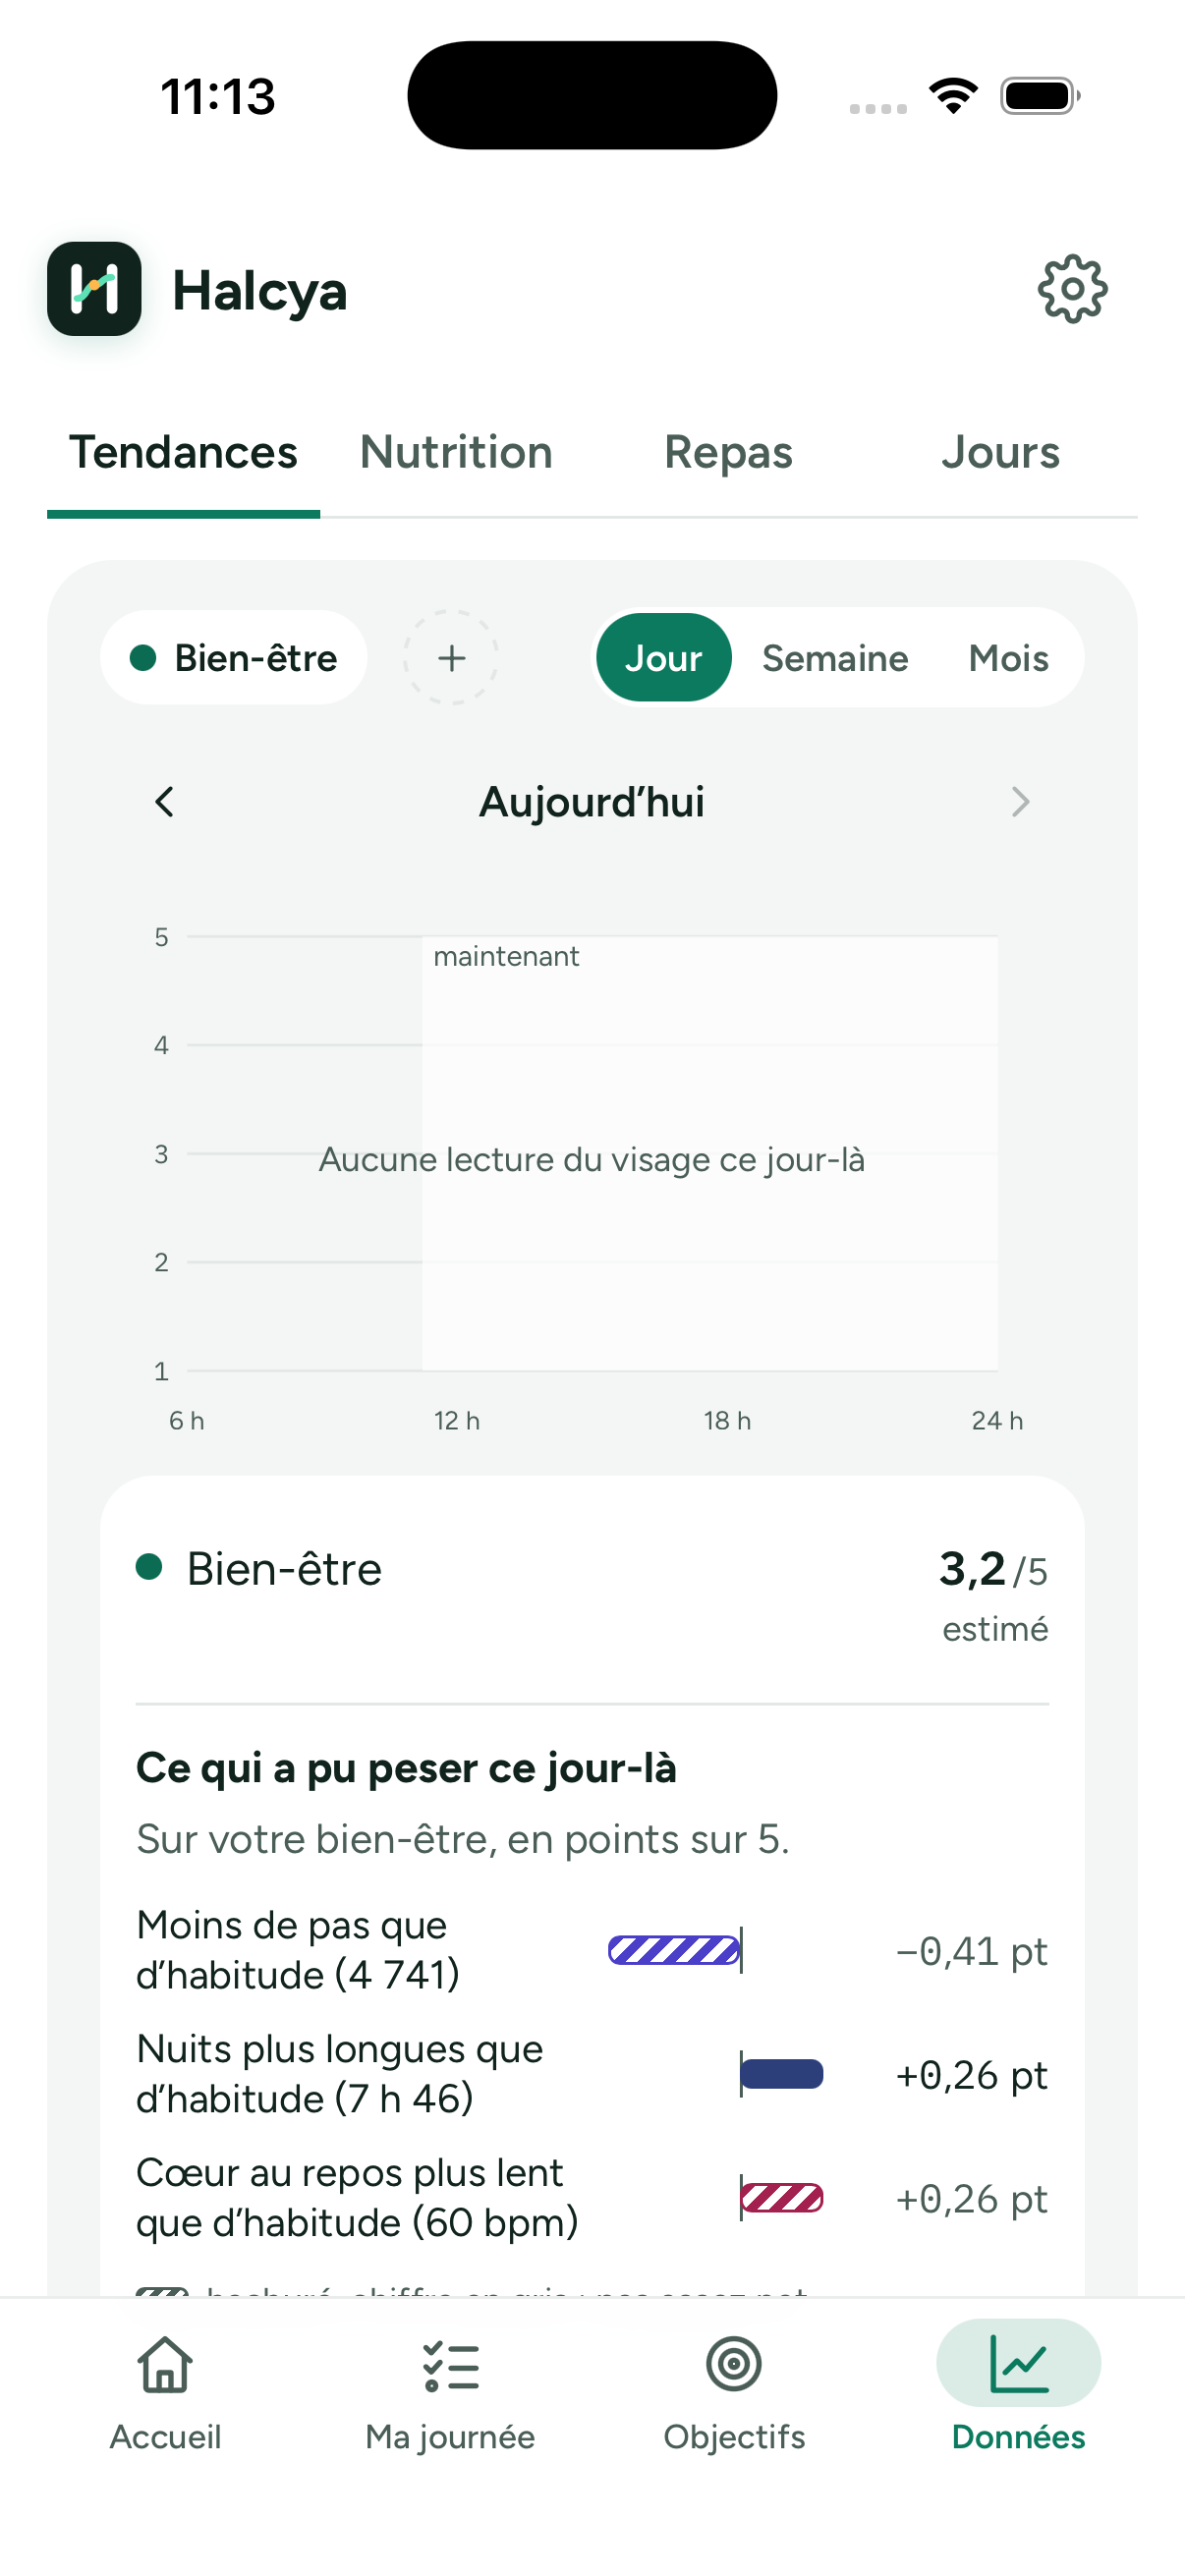 11:13
Halcya
Tendances Nutrition Repas Jours
Bien-être + Jour Semaine Mois
Aujourd’hui
5
maintenant
4
3
Aucune lecture du visage ce jour-là
2
1
6 h 12 h 18 h 24 h
Bien-être 3,2/5
estimé
Ce qui a pu peser ce jour-là
Sur votre bien-être, en points sur 5.
Moins de pas que
d’habitude (4 741) −0,41 pt
Nuits plus longues que
d’habitude (7 h 46) +0,26 pt
Cœur au repos plus lent
que d’habitude (60 bpm) +0,26 pt
Accueil Ma journée Objectifs Données